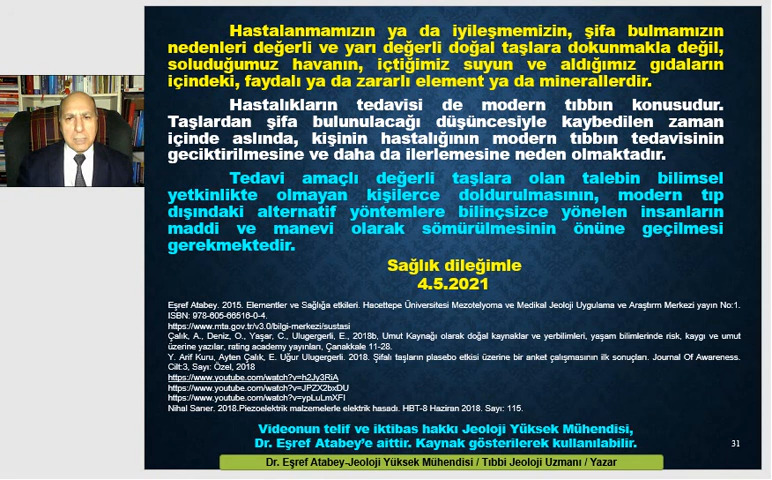 Hastalanmamızın ya da iyileşmemizin, şifa bulmamızın
nedenleri değerli ve yarı değerli doğal taşlara dokunmakla değil,
soluduğumuz havanın, içtiğimiz suyun ve aldığımız gıdaların
içindeki, faydalı ya da zararlı element ya da minerallerdir.
Hastalıkların tedavisi de modern tıbbın konusudur.
Taşlardan şifa bulunulacağı düşüncesiyle kaybedilen zaman
içinde aslında, kişinin hastalığının modern tıbbın tedavisinin
geciktirilmesine ve daha da ilerlemesine neden olmaktadır.
Tedavi amaçlı değerli taşlara olan talebin bilimsel
yetkinlikte olmayan kişilerce doldurulmasının, modern tıp
dışındaki alternatif yöntemlere bilinçsizce yönelen insanların
maddi ve manevi olarak sömürülmesinin önüne geçilmesi
gerekmektedir.
Sağlık dileğimle
4.5.2021
Eşref Atabey. 2015. Elementler ve Sağlığa etkileri. Hacettepe Üniversitesi Mezotelyoma ve Medikal Jeoloji Uygulama ve Araştırm Merkezi yayın No:1.
ISBN: 978-605-66516-0-4.
https://www.mta.gov.tr/v3.0/bilgi-merkezi/sustasi
Çalık, A., Deniz, O., Yaşar, C., Ulugergerli, E., 2018b, Umut Kaynağı olarak doğal kaynaklar ve yerbilimleri, yaşam bilimlerinde risk, kaygı ve umut
üzerine yazılar, rating academy yayınları, Çanakkale 11-28.
Y. Arif Kuru, Ayten Çalık, E. Uğur Ulugergerli. 2018. Şifalı taşların plasebo etkisi üzerine bir anket çalışmasının ilk sonuçları. Journal Of Awareness.
Cilt:3, Sayı: Özel, 2018
https://www.youtube.com/watch?v=h2Jy3RiA
https://www.youtube.com/watch?v=JPZX2bxDU
https://www.youtube.com/watch?v=ypLuLmXFI
Nihal Sarıer. 2018.Piezoelektrik malzemelerle elektrik hasadı. HBT-8 Haziran 2018. Sayı: 115.
Videonun telif ve iktibas hakkı Jeoloji Yüksek Mühendisi,
Dr. Eşref Atabey'e aittir. Kaynak gösterilerek kullanılabilir.
31
Dr. Eşref Atabey-Jeoloji Yüksek Mühendisi / Tıbbi Jeoloji Uzmanı / Yazar